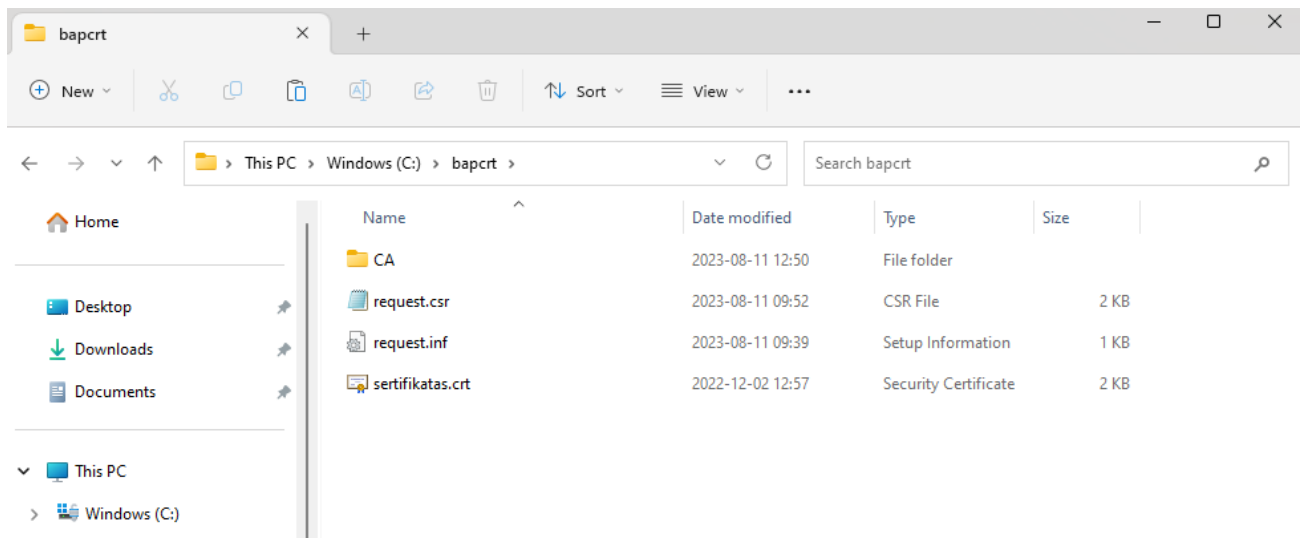 bapcrt
New
Sort
View
This PC > Windows (C:) > bapcrt >
Search bapcrt
Home
Desktop
Downloads
Documents
This PC
Windows (C:)
Name Date modified Type Size
CA 2023-08-11 12:50 File folder
request.csr 2023-08-11 09:52 CSR File 2 KB
request.inf 2023-08-11 09:39 Setup Information 1 KB
sertifikatas.crt 2022-12-02 12:57 Security Certificate 2 KB